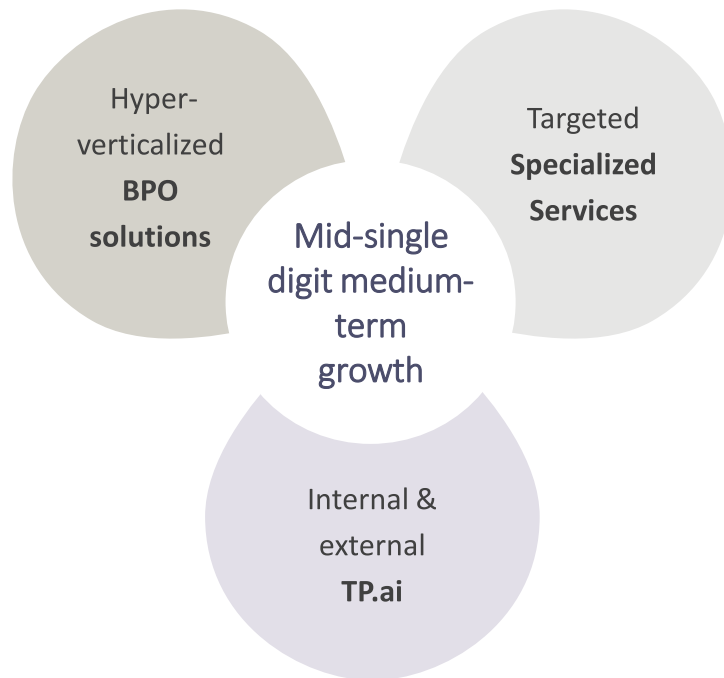 Hyper-
verticalized
BPO
solutions
Targeted
Specialized
Services
Mid-single
digit medium-
term
growth
Internal &
external
TP.ai